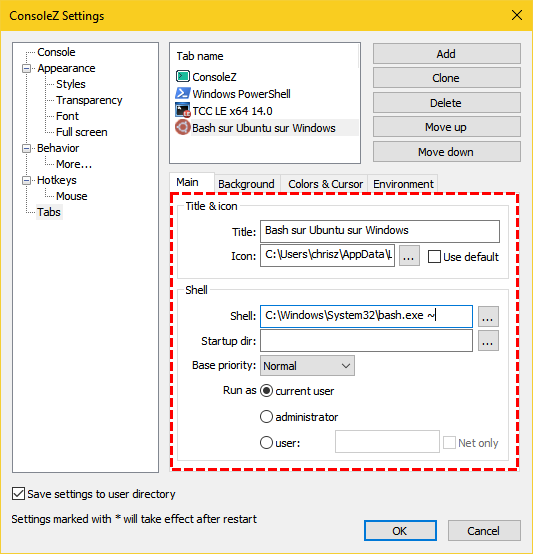 ConsoleZ Settings
Console
Appearance
Styles
Transparency
Font
Full screen
Behavior
More...
Hotkeys
Mouse
Tabs
Tab name
ConsoleZ
Windows PowerShell
TCC LE x64 14.0
Bash sur Ubuntu sur Windows
Add
Clone
Delete
Move up
Move down
Main Background Colors & Cursor Environment
Title & icon
Title: Bash sur Ubuntu sur Windows
Icon: C:\Users\chrisz\AppData\L ... Use default
Shell
Shell: C:\Windows\System32\bash.exe ~ ...
Startup dir: ...
Base priority: Normal
Run as current user
administrator
user: Net only
Save settings to user directory
Settings marked with * will take effect after restart
OK Cancel